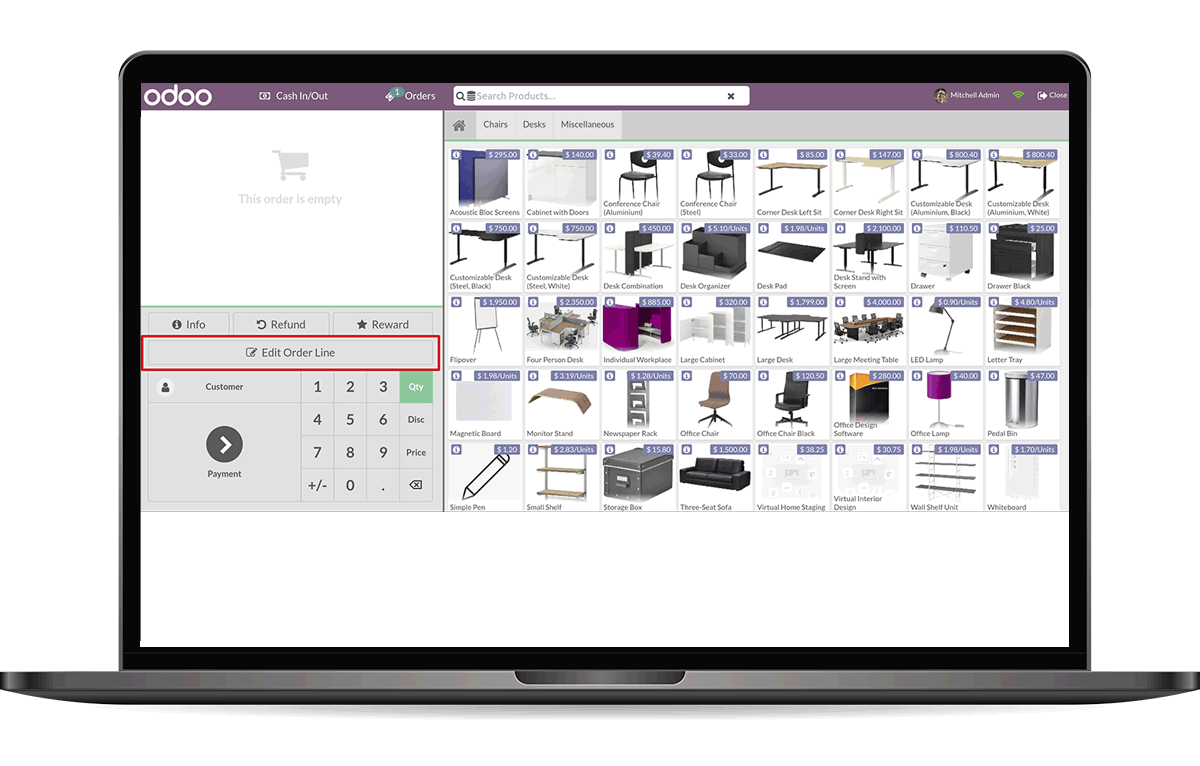 odoo
Cash In/Out
1
Orders
Search Products...
Mitchell Admin
Close
This order is empty
Chairs
Desks
Miscellaneous
$ 295.00
Acoustic Bloc Screens
$ 140.00
Cabinet with Doors
$ 39.40
Conference Chair
(Aluminium)
$ 33.00
Conference Chair
(Steel)
$ 85.00
Corner Desk Left Sit
$ 147.00
Corner Desk Right Sit
$ 800.40
Customizable Desk
(Aluminium, Black)
$ 800.40
Customizable Desk
(Aluminium, White)
$ 750.00
Customizable Desk
(Steel, Black)
$ 750.00
Customizable Desk
(Steel, White)
$ 450.00
Desk Combination
$ 5.10/Units
Desk Organizer
$ 1.98/Units
Desk Pad
$ 2,100.00
Desk Stand with
Screen
$ 110.50
Drawer
$ 25.00
Drawer Black
$ 1,950.00
Flipover
$ 2,350.00
Four Person Desk
$ 885.00
Individual Workplace
$ 320.00
Large Cabinet
$ 1,799.00
Large Desk
$ 4,000.00
Large Meeting Table
$ 0.90/Units
LED Lamp
$ 4.80/Units
Letter Tray
$ 1.98/Units
Magnetic Board
$ 3.19/Units
Monitor Stand
$ 1.28/Units
Newspaper Rack
$ 70.00
Office Chair
$ 120.50
Office Chair Black
$ 280.00
Office Design
Software
$ 40.00
Office Lamp
$ 47.00
Pedal Bin
$ 1.20
Simple Pen
$ 2.83/Units
Small Shelf
$ 15.80
Storage Box
$ 1,500.00
Three-Seat Sofa
$ 38.25
Virtual Home Staging
$ 30.75
Virtual Interior
Design
$ 1.98/Units
Wall Shelf Unit
$ 1.70/Units
Whiteboard
Info
Refund
Reward
Edit Order Line
Customer
Payment
1 2 3 Qty
4 5 6 Disc
7 8 9 Price
+/- 0 .